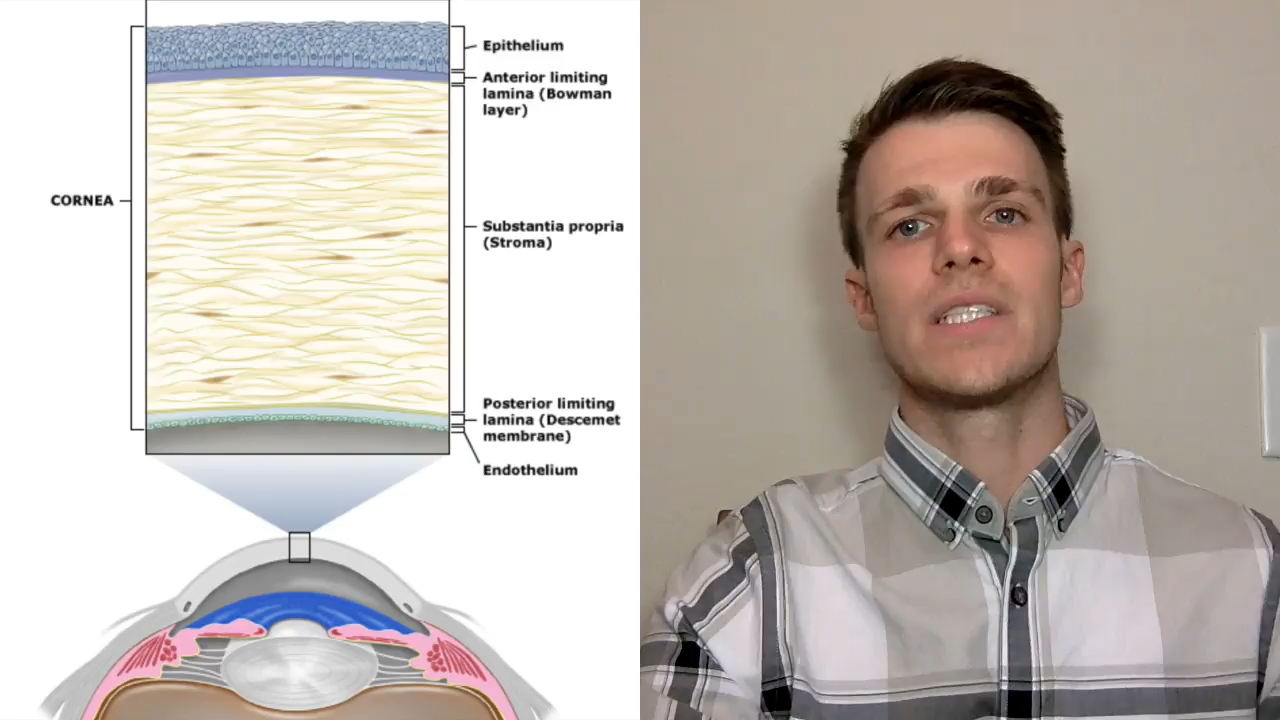 Epithelium
Anterior limiting
lamina (Bowman
layer)
CORNEA
Substantia propria
(Stroma)
Posterior limiting
lamina (Descemet
membrane)
Endothelium